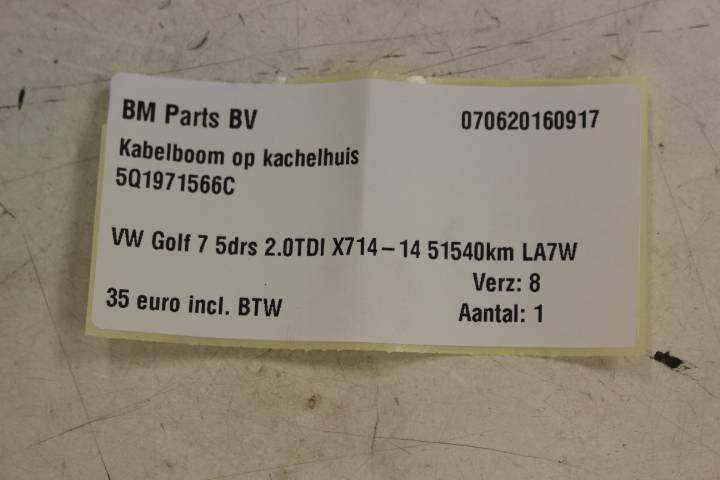 BM Parts BV 070620160917
Kabelboom op kachelhuis
5Q1971566C
VW Golf 7 5drs 2.0TDI X714-14 51540km LA7W
Verz: 8
35 euro incl. BTW Aantal: 1